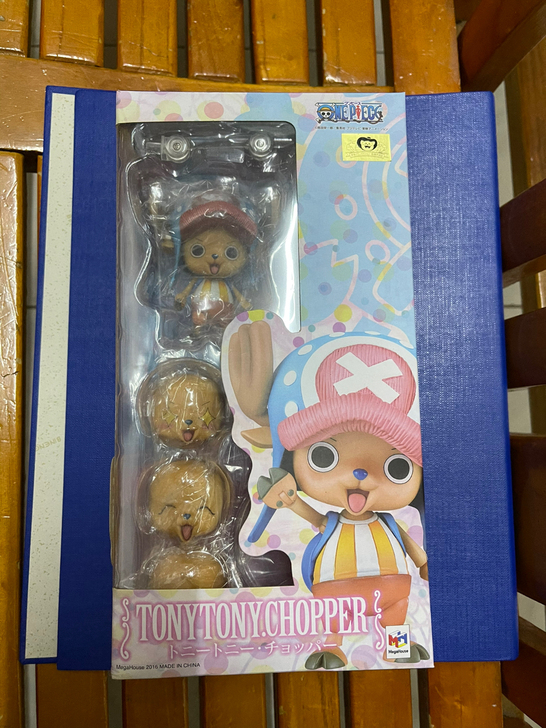 ONE PIECE
TONYTONY.CHOPPER
トニートニー・チョッパー
MegaHouse 2016 MADE IN CHINA
MegaHouse